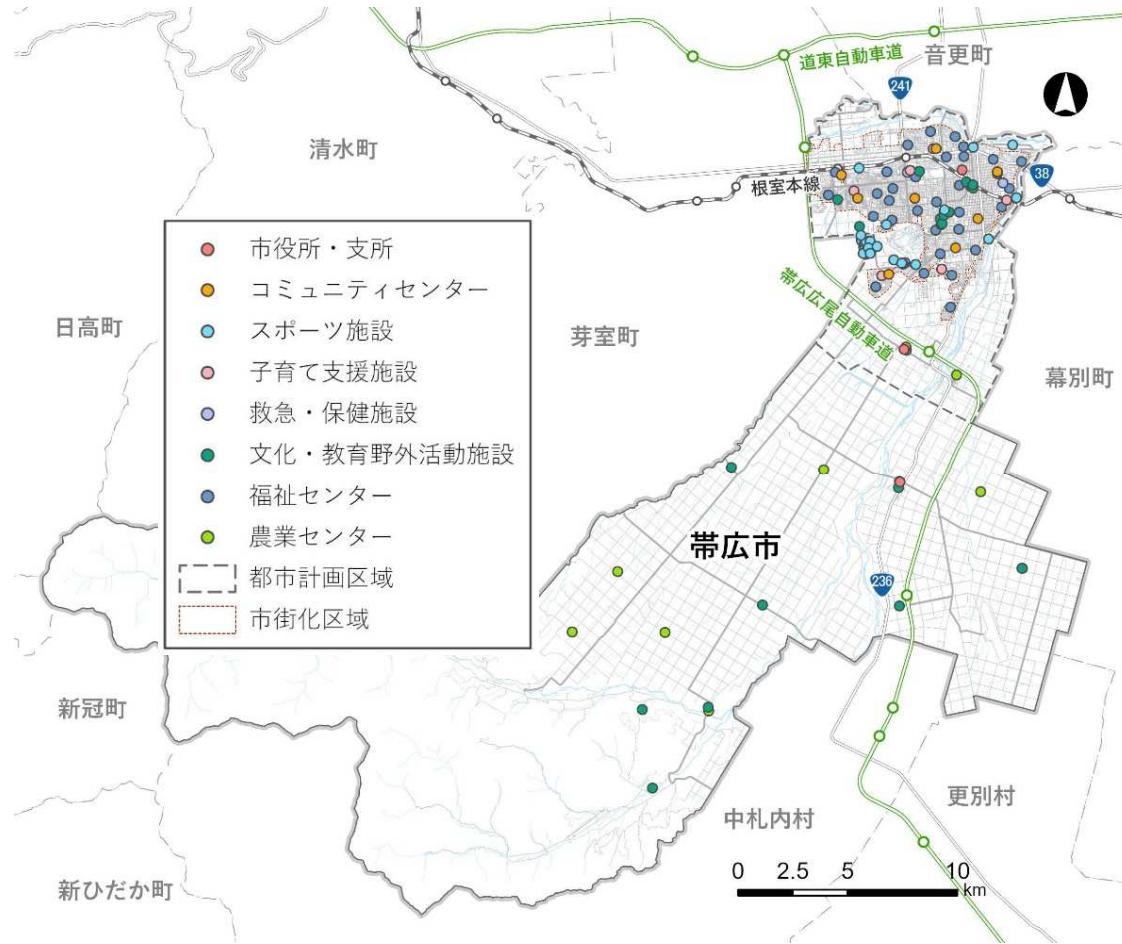 道東自動車道
音更町
241
清水町
根室本線
38
市役所・支所
コミュニティセンター
スポーツ施設
子育て支援施設
救急・保健施設
文化・教育野外活動施設
福祉センター
農業センター
都市計画区域
市街化区域
日高町
芽室町
帯広広尾自動車道
幕別町
帯広市
236
新冠町
更別村
中札内村
新ひだか町
0 2.5 5 10
km